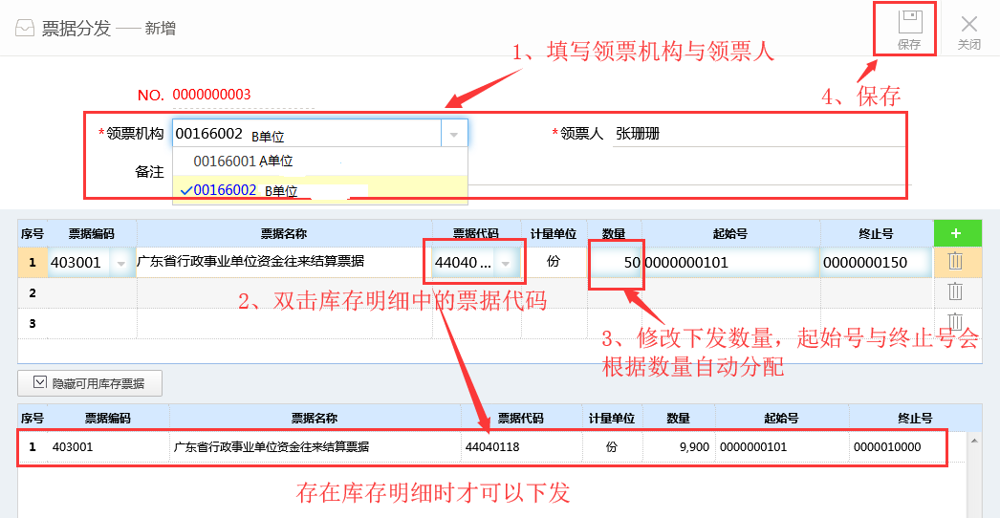 票据分发 —— 新增
保存
关闭
1、填写领票机构与领票人
4、保存
NO. 0000000003
*领票机构 00166002 B单位 *领票人 张珊珊
00166001 A单位
备注
00166002 B单位
序号 票据编码 票据名称 票据代码 计量单位 数量 起始号 终止号
1 403001 广东省行政事业单位资金往来结算票据 44040 ... 份 50 0000000101 0000000150
2
2、双击库存明细中的票据代码
3
3、修改下发数量，起始号与终止号会
根据数量自动分配
隐藏可用库存票据
序号 票据编码 票据名称 票据代码 计量单位 数量 起始号 终止号
1 403001 广东省行政事业单位资金往来结算票据 44040118 份 9,900 0000000101 0000010000
存在库存明细时才可以下发